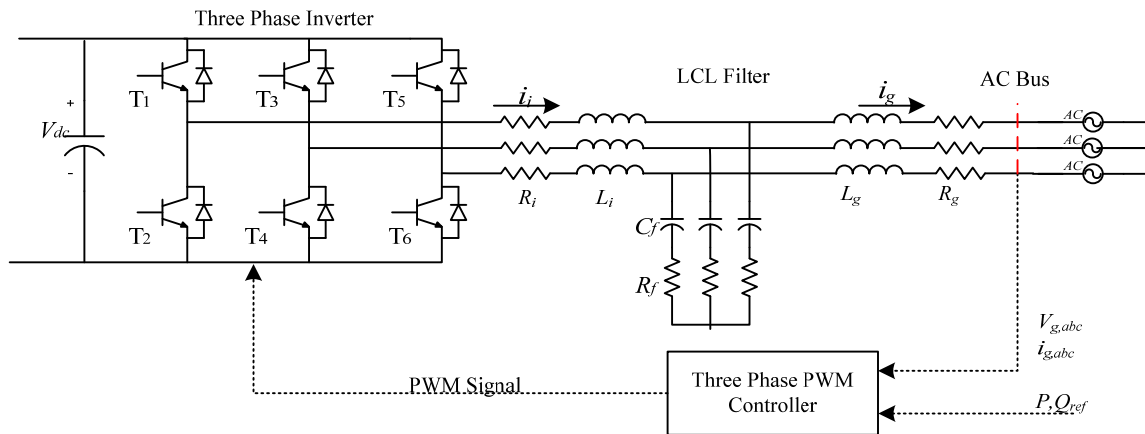 Three Phase Inverter
LCL Filter
AC Bus
T1
T3
T5
ii
ig
+
Vdc
-
AC
AC
AC
Ri
Li
Lg
Rg
T2
T4
T6
Cf
Rf
Vg,abc
ig,abc
PWM Signal
Three Phase PWM
Controller
P,Qref